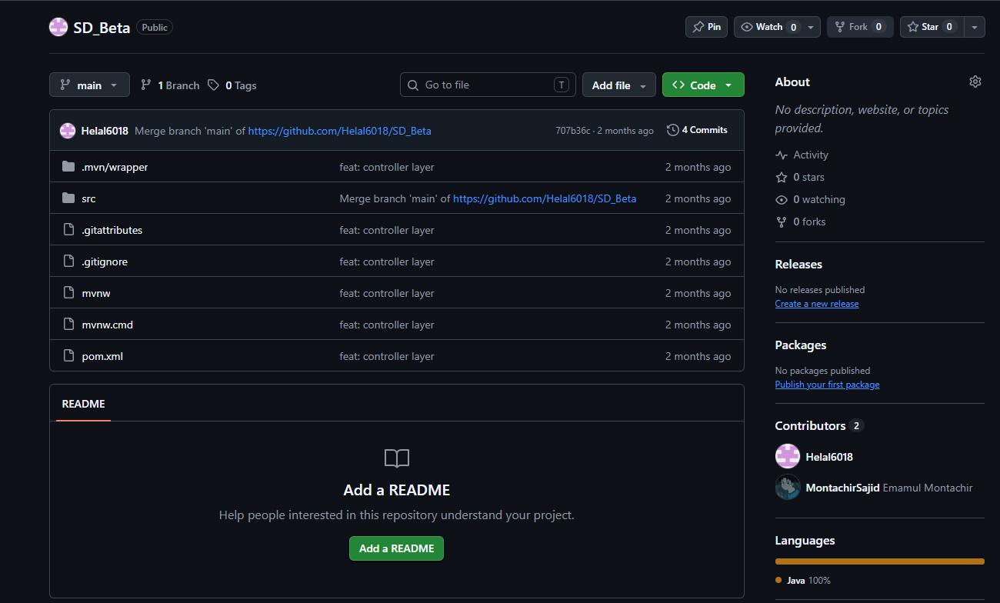 SD_Beta Public Pin Watch 0 Fork 0 Star 0
main 1 Branch 0 Tags Go to file T Add file Code
Helal6018 Merge branch 'main' of https://github.com/Helal6018/SD_Beta 707b36c · 2 months ago 4 Commits
.mvn/wrapper feat: controller layer 2 months ago
src Merge branch 'main' of https://github.com/Helal6018/SD_Beta 2 months ago
.gitattributes feat: controller layer 2 months ago
.gitignore feat: controller layer 2 months ago
mvnw feat: controller layer 2 months ago
mvnw.cmd feat: controller layer 2 months ago
pom.xml feat: controller layer 2 months ago
README
Add a README
Help people interested in this repository understand your project.
Add a README
About
No description, website, or topics
provided.
Activity
0 stars
0 watching
0 forks
Releases
No releases published
Create a new release
Packages
No packages published
Publish your first package
Contributors 2
Helal6018
MontachirSajid Emamul Montachir
Languages
Java 100%